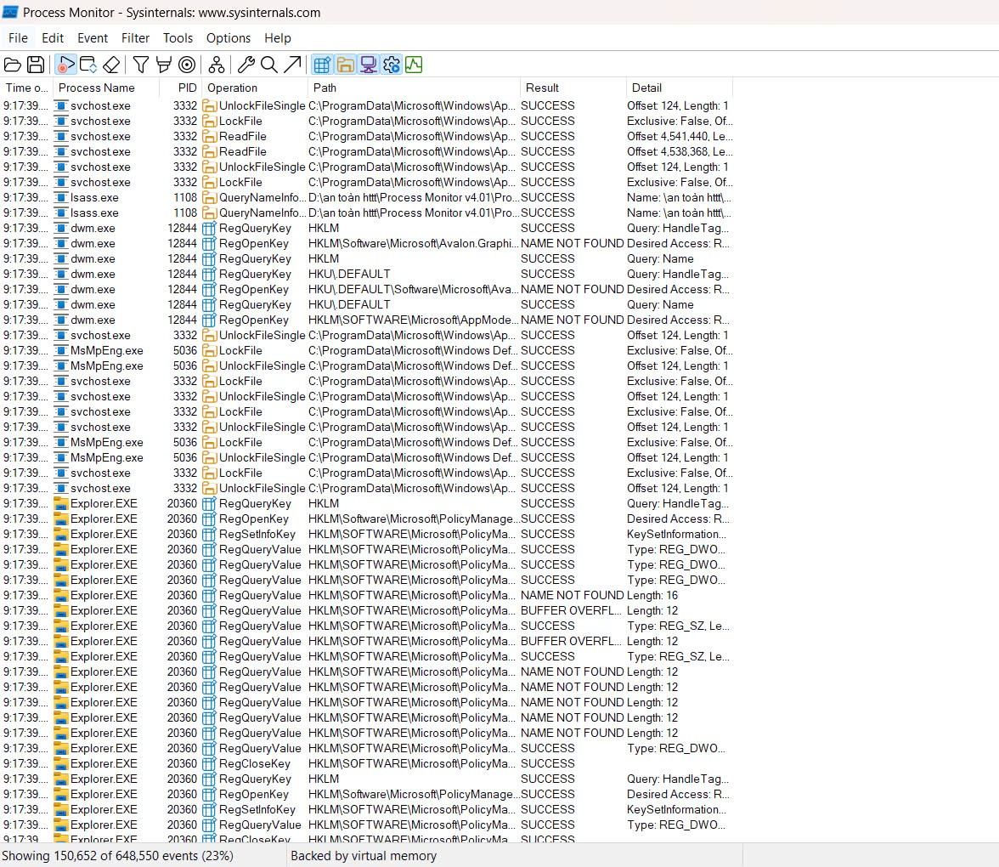 Process Monitor - Sysinternals: www.sysinternals.com
File Edit Event Filter Tools Options Help
Time o... Process Name PID Operation Path Result Detail
9:17:39.... svchost.exe 3332 UnlockFileSingle C:\ProgramData\Microsoft\Windows\Ap... SUCCESS Offset: 124, Length: 1
9:17:39.... svchost.exe 3332 LockFile C:\ProgramData\Microsoft\Windows\Ap... SUCCESS Exclusive: False, Of...
9:17:39.... svchost.exe 3332 ReadFile C:\ProgramData\Microsoft\Windows\Ap... SUCCESS Offset: 4,541,440, Le...
9:17:39.... svchost.exe 3332 ReadFile C:\ProgramData\Microsoft\Windows\Ap... SUCCESS Offset: 4,538,368, Le...
9:17:39.... svchost.exe 3332 UnlockFileSingle C:\ProgramData\Microsoft\Windows\Ap... SUCCESS Offset: 124, Length: 1
9:17:39.... svchost.exe 3332 LockFile C:\ProgramData\Microsoft\Windows\Ap... SUCCESS Exclusive: False, Of...
9:17:39.... lsass.exe 1108 QueryNameInfo... D:\an toàn httt\Process Monitor v4.01\Pro... SUCCESS Name: \an toàn httt\...
9:17:39.... lsass.exe 1108 QueryNameInfo... D:\an toàn httt\Process Monitor v4.01\Pro... SUCCESS Name: \an toàn httt\...
9:17:39.... dwm.exe 12844 RegQueryKey HKLM SUCCESS Query: HandleTag...
9:17:39.... dwm.exe 12844 RegOpenKey HKLM\Software\Microsoft\Avalon.Graphi... NAME NOT FOUND Desired Access: R...
9:17:39.... dwm.exe 12844 RegQueryKey HKLM SUCCESS Query: Name
9:17:39.... dwm.exe 12844 RegQueryKey HKU\.DEFAULT SUCCESS Query: HandleTag...
9:17:39.... dwm.exe 12844 RegOpenKey HKU\.DEFAULT\Software\Microsoft\Ava... NAME NOT FOUND Desired Access: R...
9:17:39.... dwm.exe 12844 RegQueryKey HKU\.DEFAULT SUCCESS Query: Name
9:17:39.... dwm.exe 12844 RegOpenKey HKLM\SOFTWARE\Microsoft\AppMode... NAME NOT FOUND Desired Access: R...
9:17:39.... svchost.exe 3332 UnlockFileSingle C:\ProgramData\Microsoft\Windows\Ap... SUCCESS Offset: 124, Length: 1
9:17:39.... MsMpEng.exe 5036 LockFile C:\ProgramData\Microsoft\Windows Def... SUCCESS Exclusive: False, Of...
9:17:39.... MsMpEng.exe 5036 UnlockFileSingle C:\ProgramData\Microsoft\Windows Def... SUCCESS Offset: 124, Length: 1
9:17:39.... svchost.exe 3332 LockFile C:\ProgramData\Microsoft\Windows\Ap... SUCCESS Exclusive: False, Of...
9:17:39.... svchost.exe 3332 UnlockFileSingle C:\ProgramData\Microsoft\Windows\Ap... SUCCESS Offset: 124, Length: 1
9:17:39.... svchost.exe 3332 LockFile C:\ProgramData\Microsoft\Windows\Ap... SUCCESS Exclusive: False, Of...
9:17:39.... svchost.exe 3332 UnlockFileSingle C:\ProgramData\Microsoft\Windows\Ap... SUCCESS Offset: 124, Length: 1
9:17:39.... MsMpEng.exe 5036 LockFile C:\ProgramData\Microsoft\Windows Def... SUCCESS Exclusive: False, Of...
9:17:39.... MsMpEng.exe 5036 UnlockFileSingle C:\ProgramData\Microsoft\Windows Def... SUCCESS Offset: 124, Length: 1
9:17:39.... svchost.exe 3332 LockFile C:\ProgramData\Microsoft\Windows\Ap... SUCCESS Exclusive: False, Of...
9:17:39.... svchost.exe 3332 UnlockFileSingle C:\ProgramData\Microsoft\Windows\Ap... SUCCESS Offset: 124, Length: 1
9:17:39.... Explorer.EXE 20360 RegQueryKey HKLM SUCCESS Query: HandleTag...
9:17:39.... Explorer.EXE 20360 RegOpenKey HKLM\Software\Microsoft\PolicyManage... SUCCESS Desired Access: R...
9:17:39.... Explorer.EXE 20360 RegSetInfoKey HKLM\SOFTWARE\Microsoft\PolicyMa... SUCCESS KeySetInformation...
9:17:39.... Explorer.EXE 20360 RegQueryValue HKLM\SOFTWARE\Microsoft\PolicyMa... SUCCESS Type: REG_DWO...
9:17:39.... Explorer.EXE 20360 RegQueryValue HKLM\SOFTWARE\Microsoft\PolicyMa... SUCCESS Type: REG_DWO...
9:17:39.... Explorer.EXE 20360 RegQueryValue HKLM\SOFTWARE\Microsoft\PolicyMa... SUCCESS Type: REG_DWO...
9:17:39.... Explorer.EXE 20360 RegQueryValue HKLM\SOFTWARE\Microsoft\PolicyMa... NAME NOT FOUND Length: 16
9:17:39.... Explorer.EXE 20360 RegQueryValue HKLM\SOFTWARE\Microsoft\PolicyMa... BUFFER OVERFL... Length: 12
9:17:39.... Explorer.EXE 20360 RegQueryValue HKLM\SOFTWARE\Microsoft\PolicyMa... SUCCESS Type: REG_SZ, Le...
9:17:39.... Explorer.EXE 20360 RegQueryValue HKLM\SOFTWARE\Microsoft\PolicyMa... BUFFER OVERFL... Length: 12
9:17:39.... Explorer.EXE 20360 RegQueryValue HKLM\SOFTWARE\Microsoft\PolicyMa... SUCCESS Type: REG_SZ, Le...
9:17:39.... Explorer.EXE 20360 RegQueryValue HKLM\SOFTWARE\Microsoft\PolicyMa... NAME NOT FOUND Length: 12
9:17:39.... Explorer.EXE 20360 RegQueryValue HKLM\SOFTWARE\Microsoft\PolicyMa... NAME NOT FOUND Length: 12
9:17:39.... Explorer.EXE 20360 RegQueryValue HKLM\SOFTWARE\Microsoft\PolicyMa... NAME NOT FOUND Length: 12
9:17:39.... Explorer.EXE 20360 RegQueryValue HKLM\SOFTWARE\Microsoft\PolicyMa... NAME NOT FOUND Length: 12
9:17:39.... Explorer.EXE 20360 RegQueryValue HKLM\SOFTWARE\Microsoft\PolicyMa... NAME NOT FOUND Length: 12
9:17:39.... Explorer.EXE 20360 RegQueryValue HKLM\SOFTWARE\Microsoft\PolicyMa... SUCCESS Type: REG_DWO...
9:17:39.... Explorer.EXE 20360 RegCloseKey HKLM\SOFTWARE\Microsoft\PolicyMa... SUCCESS
9:17:39.... Explorer.EXE 20360 RegQueryKey HKLM SUCCESS Query: HandleTag...
9:17:39.... Explorer.EXE 20360 RegOpenKey HKLM\Software\Microsoft\PolicyManage... SUCCESS Desired Access: R...
9:17:39.... Explorer.EXE 20360 RegSetInfoKey HKLM\SOFTWARE\Microsoft\PolicyMa... SUCCESS KeySetInformation...
9:17:39.... Explorer.EXE 20360 RegQueryValue HKLM\SOFTWARE\Microsoft\PolicyMa... SUCCESS Type: REG_DWO...
9:17:39.... Explorer.EXE 20360 RegCloseKey HKLM\SOFTWARE\Microsoft\PolicyMa... SUCCESS
Showing 150,652 of 648,550 events (23%) Backed by virtual memory